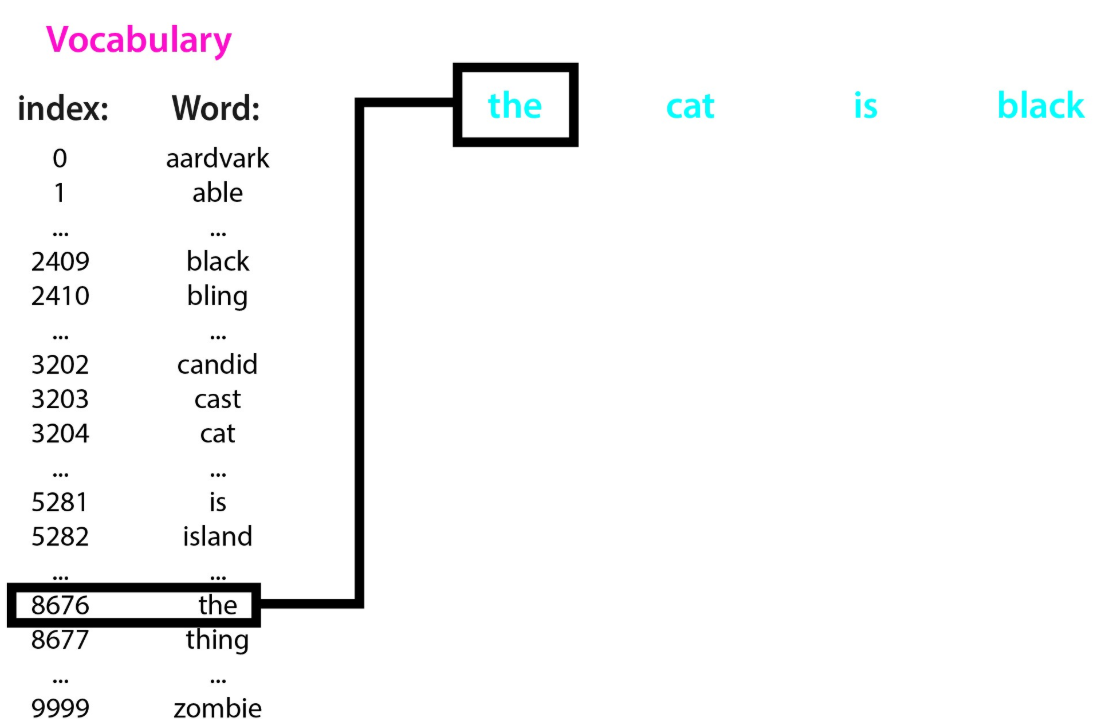 Vocabulary
index: Word:
0 aardvark
1 able
... ...
2409 black
2410 bling
... ...
3202 candid
3203 cast
3204 cat
... ...
5281 is
5282 island
... ...
8676 the
8677 thing
... ...
9999 zombie
the cat is black